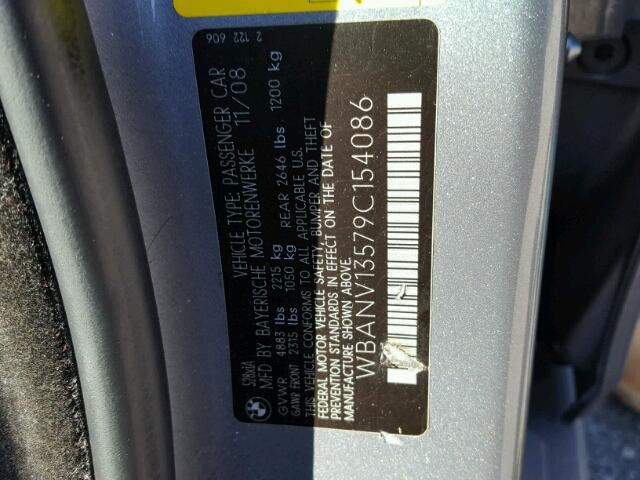 2 122 606
VEHICLE TYPE: PASSENGER CAR
MFD BY BAYERISCHE MOTORENWERKE 11/08
GVWR 4883 lbs 2215 kg
GAWR FRONT 2315 lbs 1050 kg REAR 2646 lbs 1200 kg
THIS VEHICLE CONFORMS TO ALL APPLICABLE U.S.
FEDERAL MOTOR VEHICLE SAFETY, BUMPER AND THEFT
PREVENTION STANDARDS IN EFFECT ON THE DATE OF
MANUFACTURE SHOWN ABOVE.
WBANV13579C154086